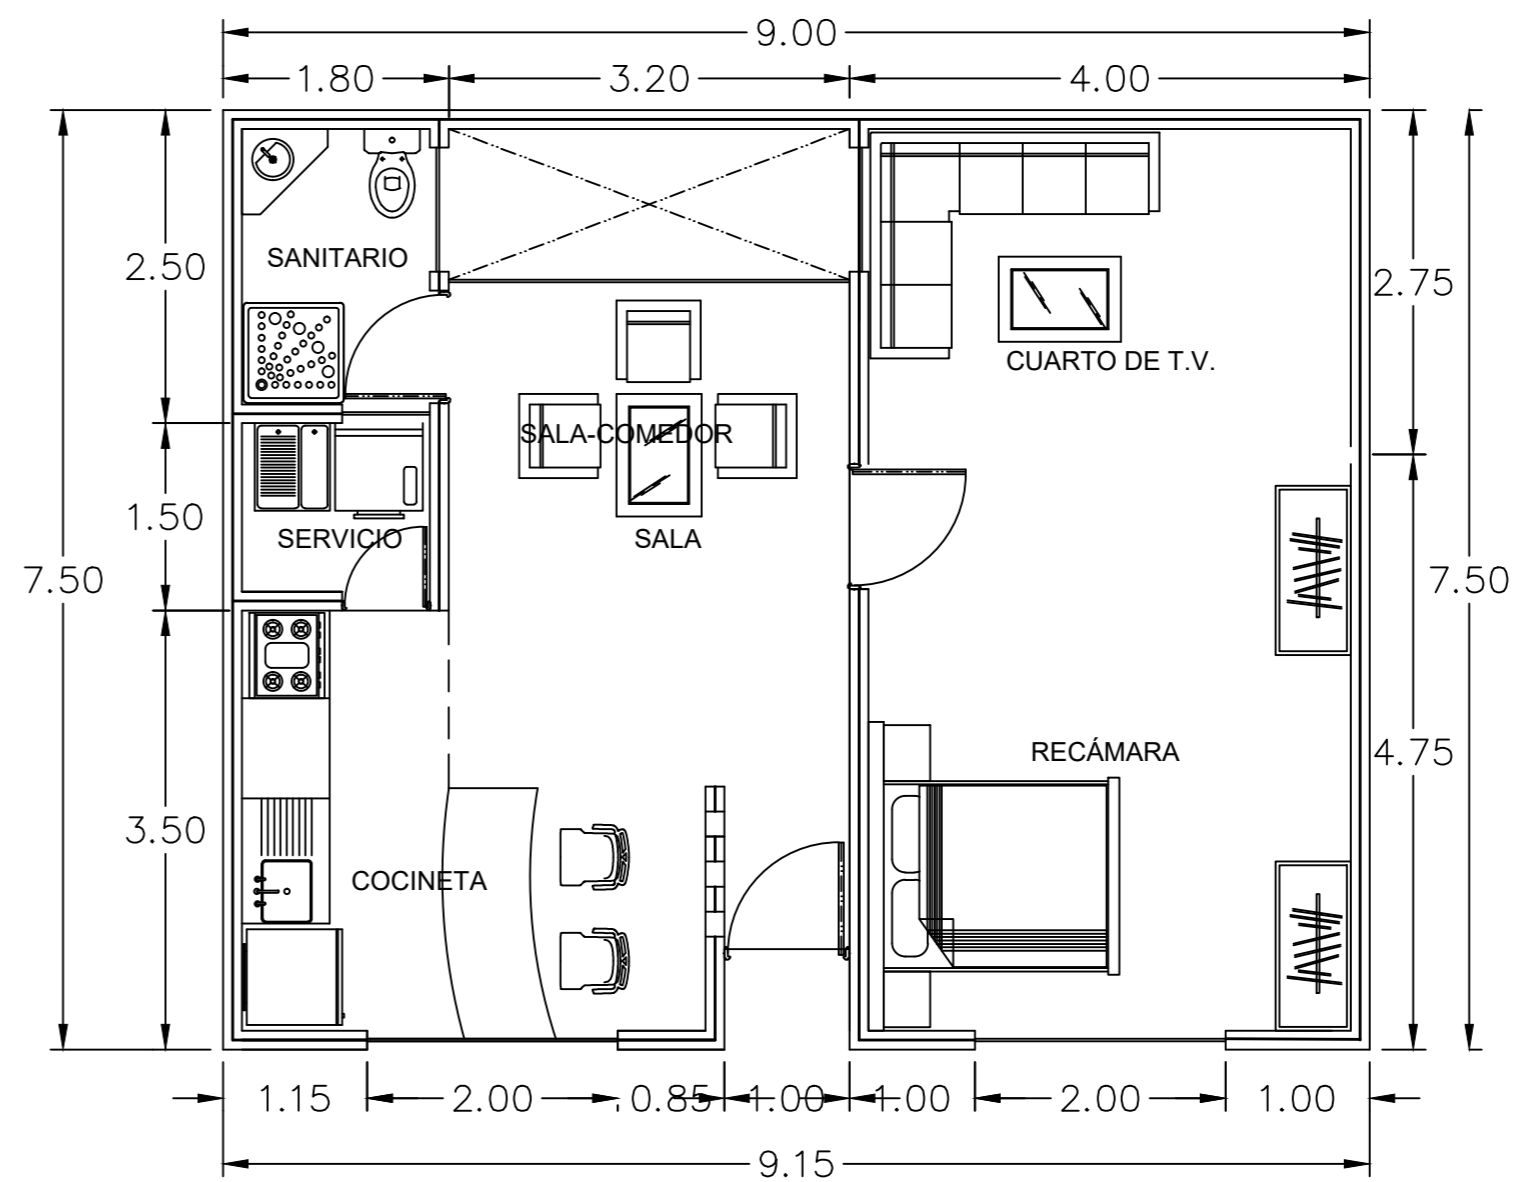 9.00
1.80 3.20 4.00
SANITARIO
2.50
2.75
CUARTO DE T.V.
SALA-COMEDOR
1.50
SERVICIO
SALA
7.50
7.50
RECÁMARA
4.75
3.50
COCINETA
1.15 2.00 0.85 1.00 1.00 2.00 1.00
9.15